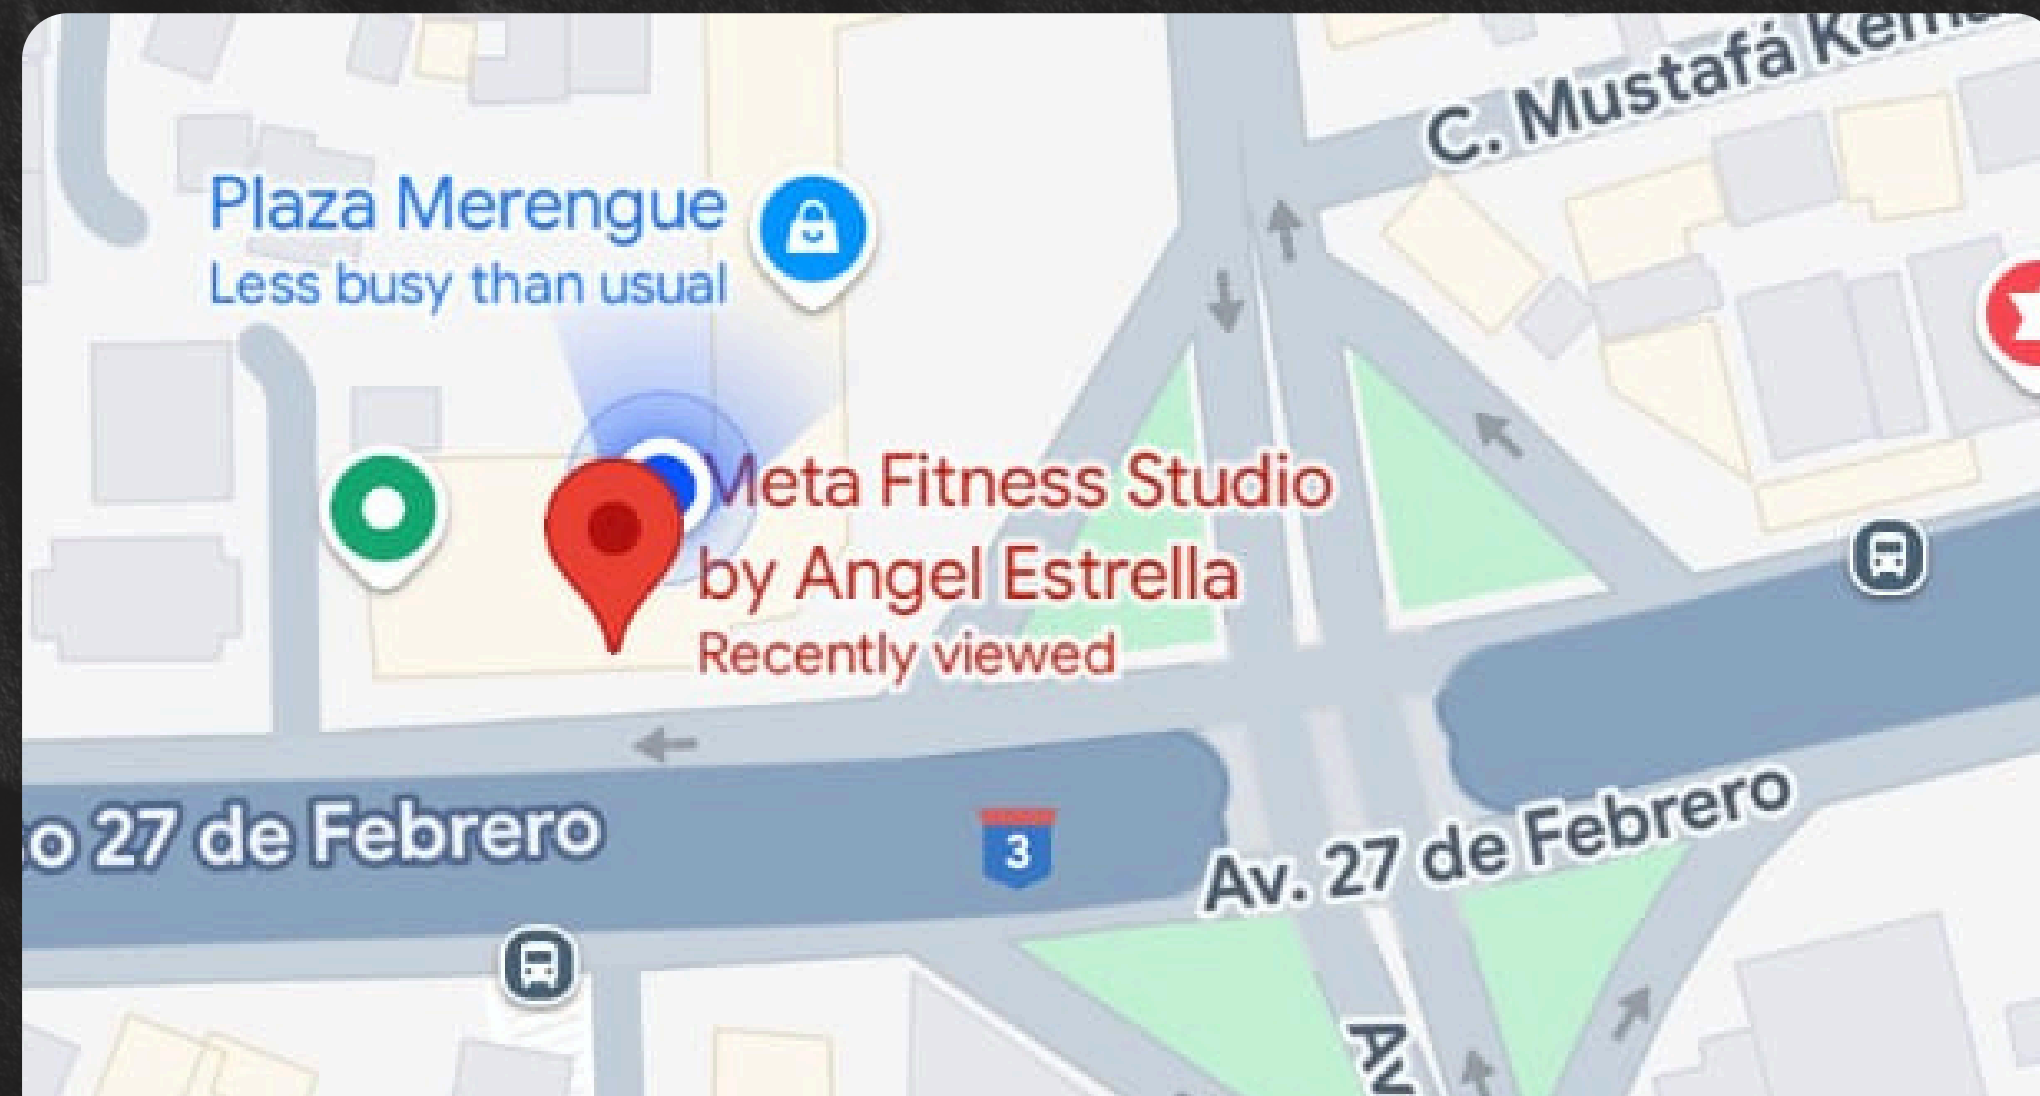 C. Mustafá
Plaza Merengue
Less busy than usual
Meta Fitness Studio
by Angel Estrella
Recently viewed
27 de Febrero
3
Av. 27 de Febrero
Av